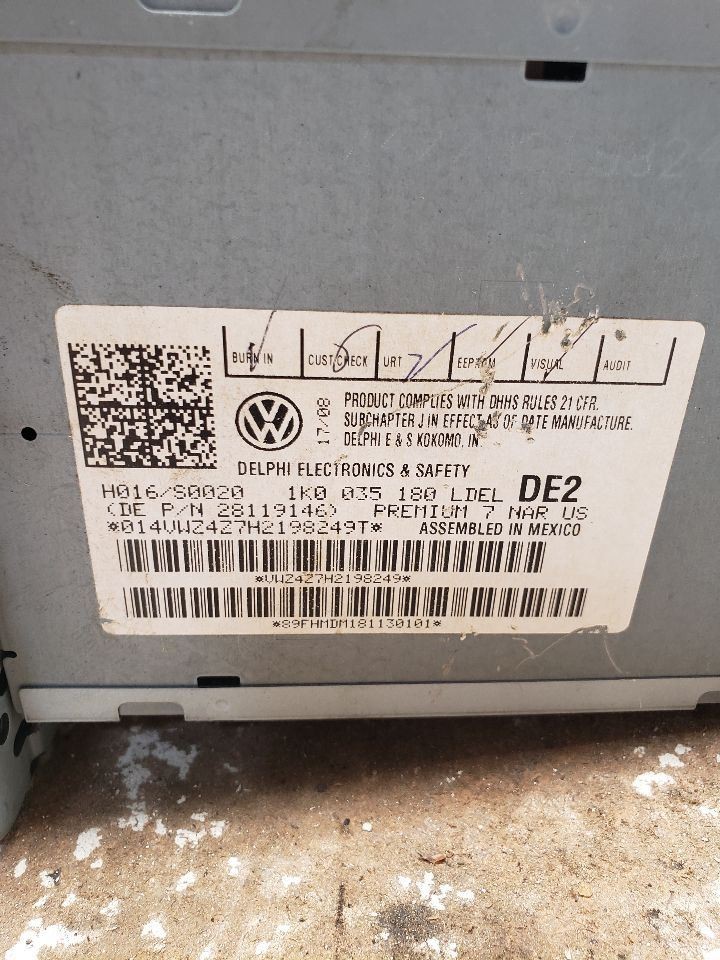 BURN IN CUST CHECK URT EEPROM VISUAL AUDIT
17/08
PRODUCT COMPLIES WITH DHHS RULES 21 CFR.
SURCHAPTER J IN EFFECT AS OF DATE MANUFACTURE.
DELPHI E & S KOKOMO, IN.
DELPHI ELECTRONICS & SAFETY
H016/S0020 1K0 035 180 LDEL DE2
(DE P/N 28119146) PREMIUM 7 NAR US
*014VWZ4Z7H2198249T* ASSEMBLED IN MEXICO
*VWZ4Z7H2198249*
*89FHMDM181130101*